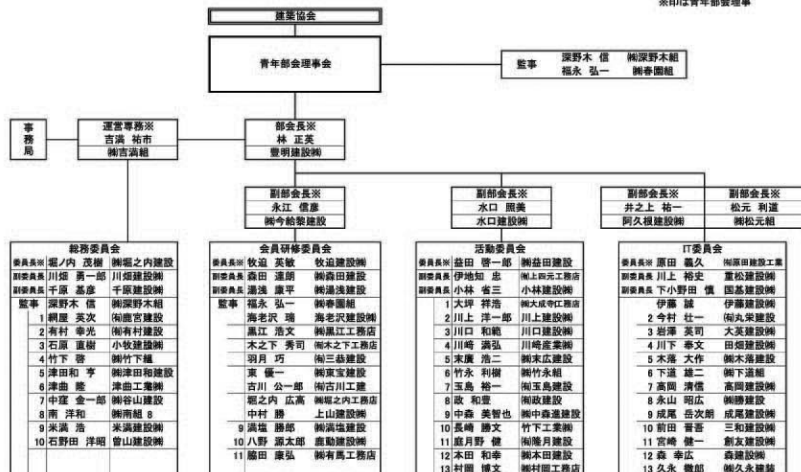 ※印は青年部会理事
建築協会
青年部会理事会
監事 深野木 信 ㈱深野木組
福永 弘一 ㈱春園組
事務局
運営専務※
吉満 祐市
㈱吉満組
部会長※
林 正英
豊明建設㈱
副部会長※
永江 信彦
㈱今給黎建設
副部会長※
水口 照美
水口建設㈱
副部会長※ 副部会長※
井之上 祐一 松元 利道
阿久根建設㈱ ㈱松元組
総務委員会
委員長※ 堀ノ内 茂樹 ㈱堀之内建設
副委員長 川畑 勇一郎 川畑建設㈱
副委員長 千原 基彦 千原建設㈱
監事 深野木 信 ㈱深野木組
1 網屋 英次 ㈲鹿宮建設
2 有村 幸光 ㈲有村建設
3 石原 直樹 小牧建設㈱
4 竹下 啓 ㈱竹下組
5 津田和 亨 ㈱津田和建設
6 津曲 隆 津曲工業㈱
7 中窪 金一郎 ㈱谷山建設
8 南 洋和 ㈱南組 8
9 米満 浩 米満建設㈱
10 石野田 洋昭 曽山建設㈱
会員研修委員会
委員長※ 牧迫 英敏 牧迫建設㈱
副委員長 森田 達朗 ㈱森田建設
副委員長 湯浅 康平 ㈱湯浅建設
監事 福永 弘一 ㈱春園組
海老沢 瑞 海老沢建設㈱
黒江 浩文 ㈱黒江工務店
木之下 秀司 ㈲木之下工務店
羽月 巧 ㈲三恭建設
東 優一 ㈱東宝建設
古川 公一郎 ㈲古川工建
堀之内 広高 ㈱堀之内工務店
中村 勝 上山建設㈱
9 満塩 勝郎 ㈱満塩建設
10 八野 源太郎 鹿動建設㈱
11 脇田 康弘 ㈱有馬工務店
活動委員会
委員長※ 益田 啓一郎 ㈱益田建設
副委員長 伊地知 忠 ㈲上四元工務店
副委員長 小林 省三 小林建設㈱
1 大坪 祥浩 ㈱大成寺口工務店
2 川上 洋一郎 川上建設㈱
3 川口 和範 川口建設㈱
4 川崎 満弘 川崎産業㈱
5 末廣 浩二 ㈱末広建設
6 竹永 利樹 ㈱竹永組
7 玉島 裕一 ㈲玉島建設
8 政 和豊 ㈲政建設
9 中森 美智也 ㈱中森進建設
10 長崎 勝文 竹下工業㈱
11 庭月野 健 ㈲隆月建設
12 本田 和幸 ㈱本田建設
13 村岡 博文 ㈱村岡工務店
IT委員会
委員長※ 原田 義久 ㈲原田建設工業
副委員長 川上 裕史 重松建設㈱
副委員長 下小野田 慎 国基建設㈱
伊藤 誠 伊藤建設㈱
2 今村 壮一 ㈲丸栄建設
3 岩澤 英司 大英建設㈱
4 川下 奉文 田畑建設㈱
5 木落 大作 ㈱木落建設
6 下道 雄二 ㈱下道組
7 高岡 清信 高岡建設㈱
8 永山 昭広 ㈱勝建設
9 成尾 岳次朗 成尾建設㈱
10 前田 晋吾 三和建設㈱
11 宮崎 健一 創友建設㈱
12 森 幸広 森建設㈱
13 久永 徹郎 ㈱久永建築